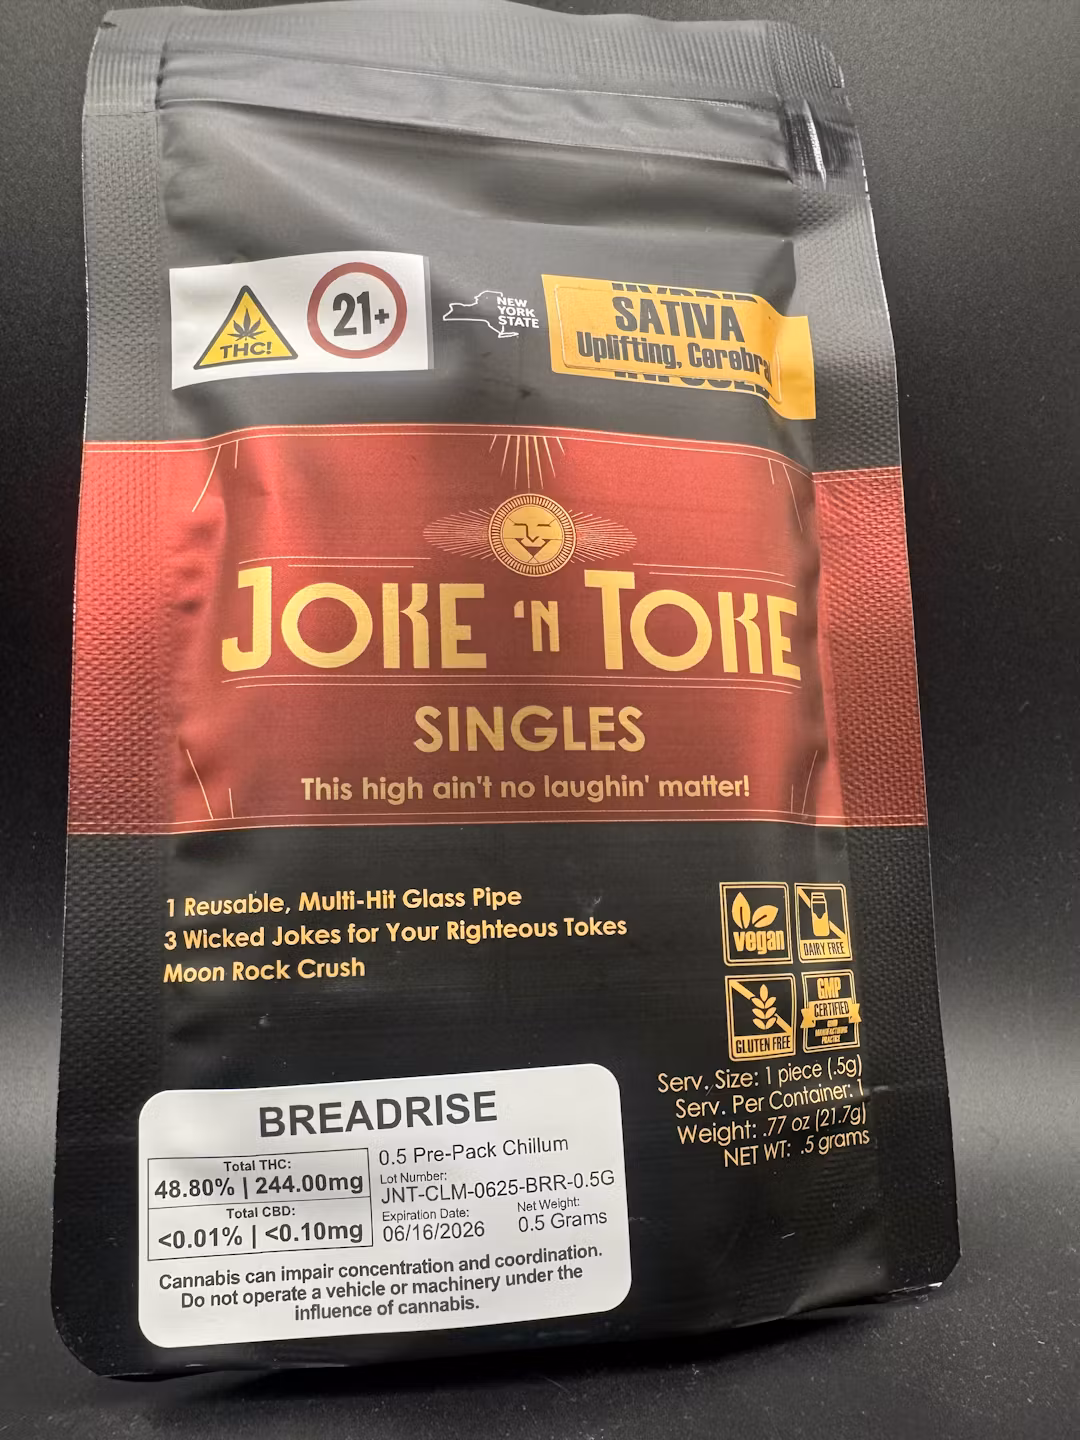 THC!
21+
NEW
YORK
STATE
SATIVA
Uplifting,
JOKE 'N TOKE
SINGLES
This high ain't no laughin' matter!
1 Reusable, Multi-Hit Glass Pipe
3 Wicked Jokes for Your Righteous Tokes
Moon Rock Crush
vegan
DAIRY FREE
GLUTEN FREE
GMP
CERTIFIED
GOOD
MANUFACTURING
PRACTICE
Serv. Size: 1 piece (.5g)
Serv. Per Container: 1
Weight: .77 oz (21.7g)
NET WT: .5 grams
BREADRISE
Total THC:
48.80% | 244.00mg
Total CBD:
<0.01% | <0.10mg
0.5 Pre-Pack Chillum
Lot Number:
JNT-CLM-0625-BRR-0.5G
Expiration Date:
06/16/2026
Net Weight:
0.5 Grams
Cannabis can impair concentration and coordination.
Do not operate a vehicle or machinery under the
influence of cannabis.